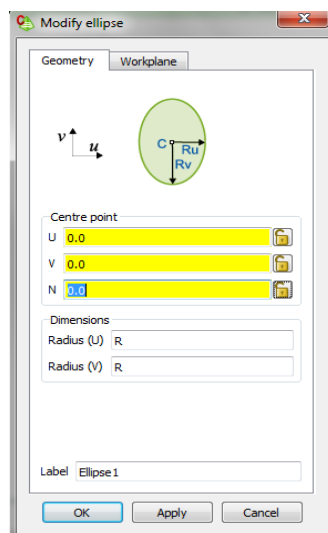 Modify ellipse
Geometry Workplane
v u C Ru
Rv
Centre point
U 0.0
V 0.0
N 0.0
Dimensions
Radius (U) R
Radius (V) R
Label Ellipse1
OK Apply Cancel